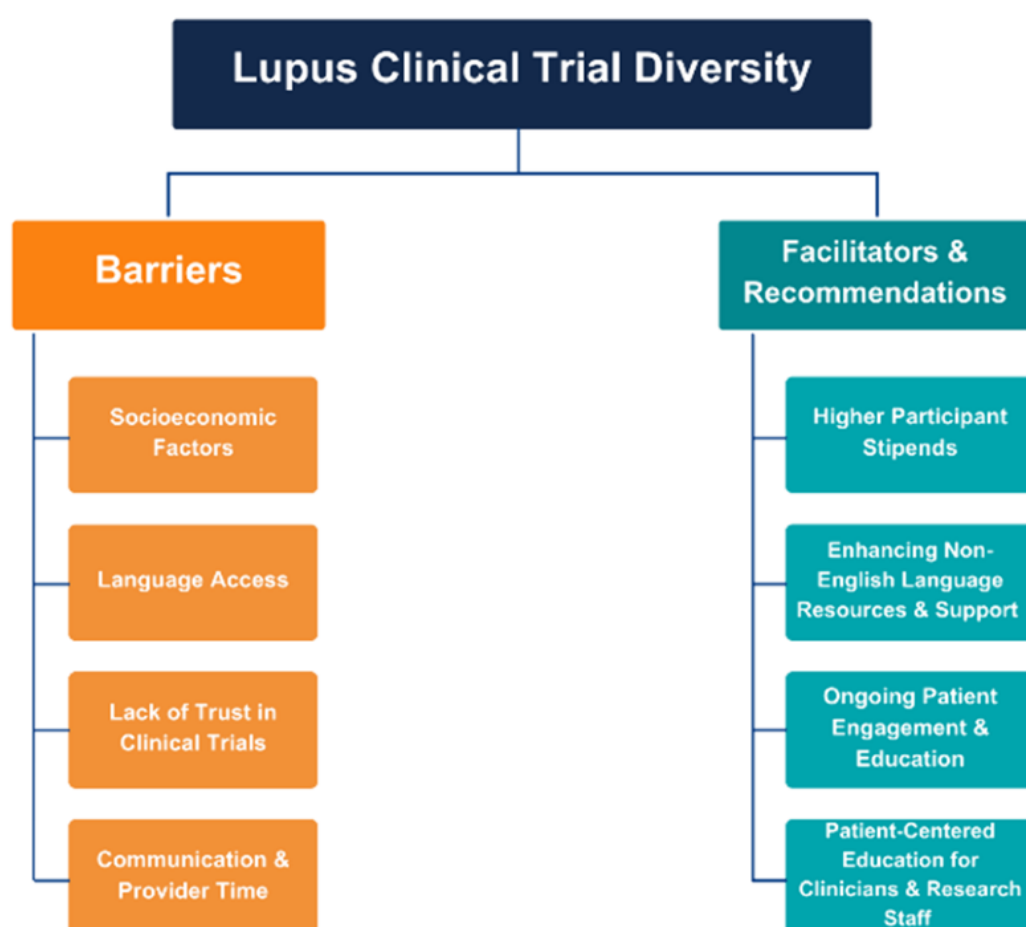 Lupus Clinical Trial Diversity
Barriers
Socioeconomic
Factors
Language Access
Lack of Trust in
Clinical Trials
Communication &
Provider Time
Facilitators &
Recommendations
Higher Participant
Stipends
Enhancing Non-
English Language
Resources & Support
Ongoing Patient
Engagement &
Education
Patient-Centered
Education for
Clinicians & Research
Staff